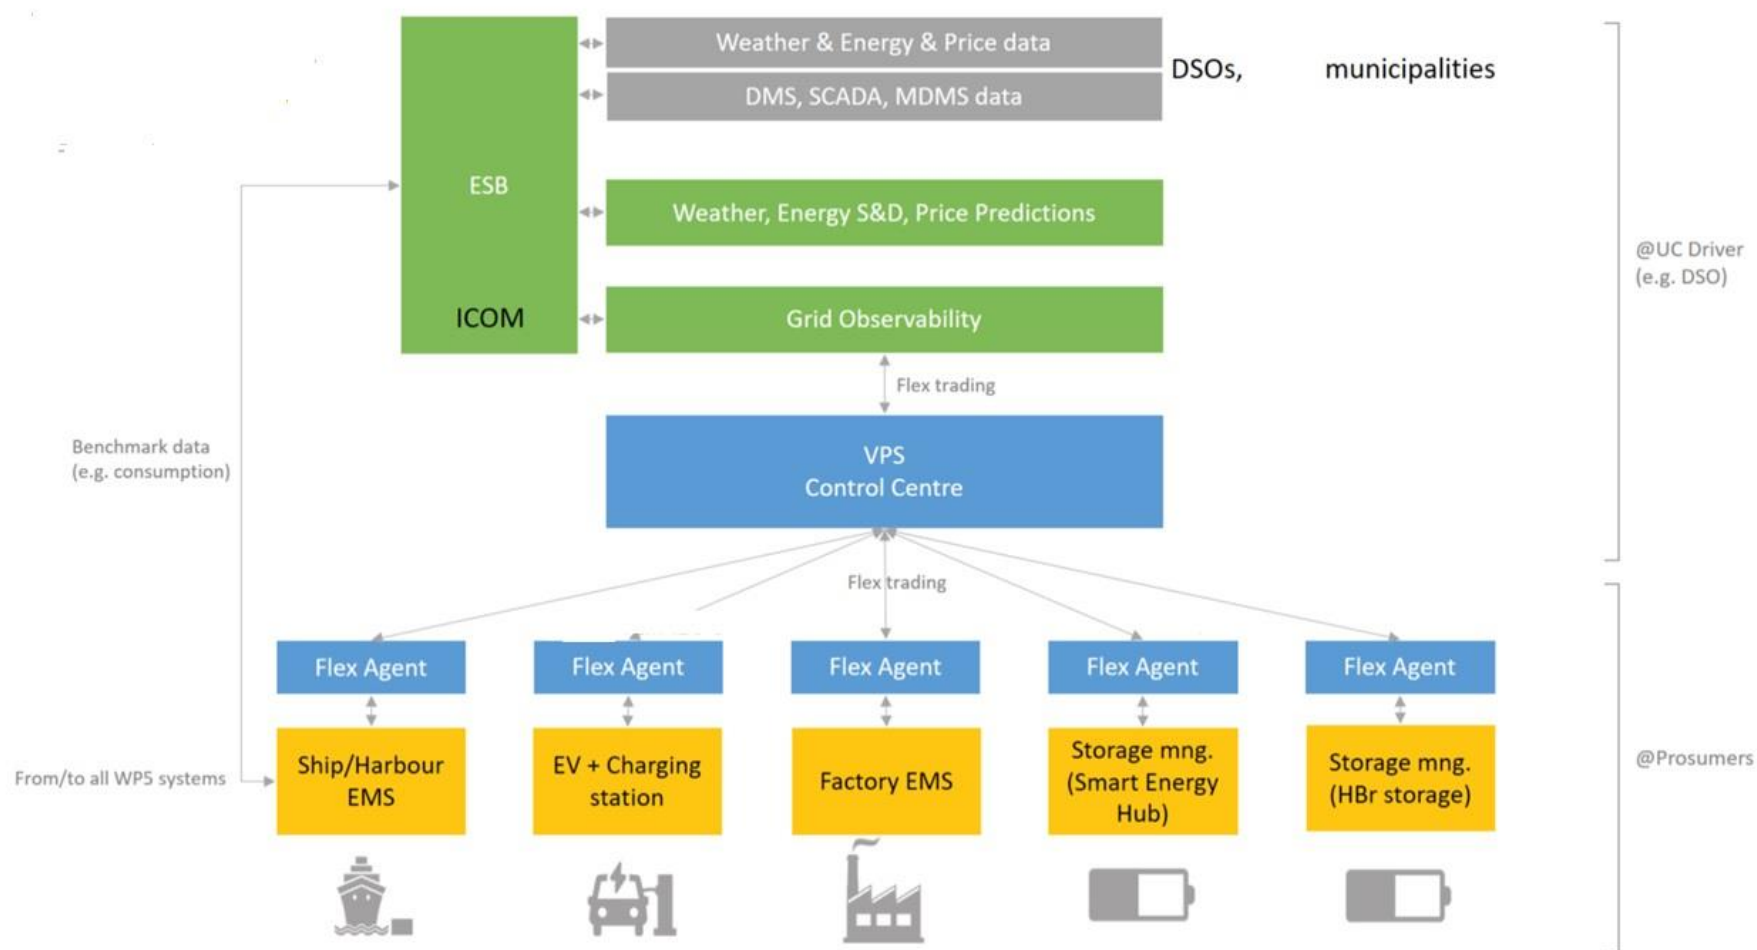 Weather & Energy & Price data
DSOs, municipalities
DMS, SCADA, MDMS data
ESB
Weather, Energy S&D, Price Predictions
@UC Driver
(e.g. DSO)
ICOM
Grid Observability
Flex trading
Benchmark data
(e.g. consumption)
VPS
Control Centre
Flex trading
Flex Agent
Flex Agent
Flex Agent
Flex Agent
Flex Agent
From/to all WP5 systems
Ship/Harbour
EMS
EV + Charging
station
Factory EMS
Storage mng.
(Smart Energy
Hub)
Storage mng.
(HBr storage)
@Prosumers